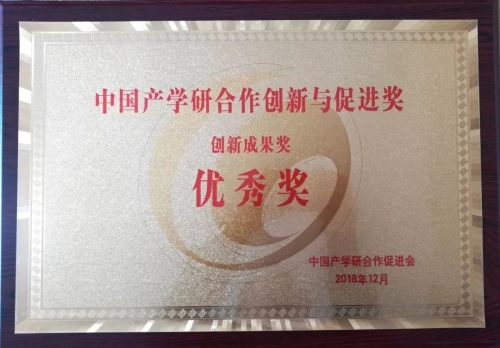 中国产学研合作创新与促进奖
创新成果奖
优秀奖
中国产学研合作促进会
2018年12月